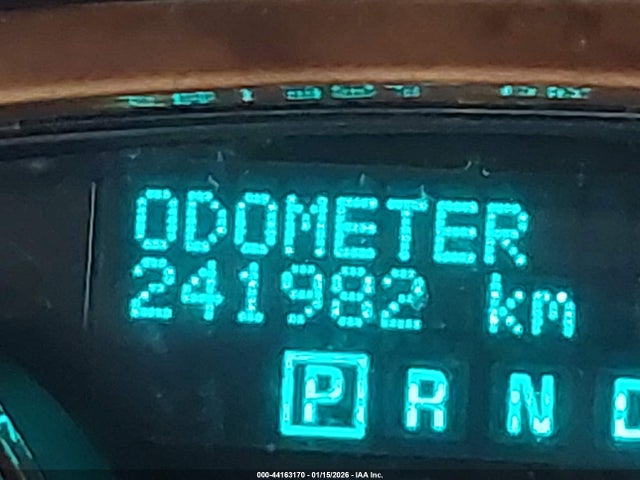 ODOMETER
241982 km
P R N
000-44163170 - 01/15/2026 - IAA Inc.